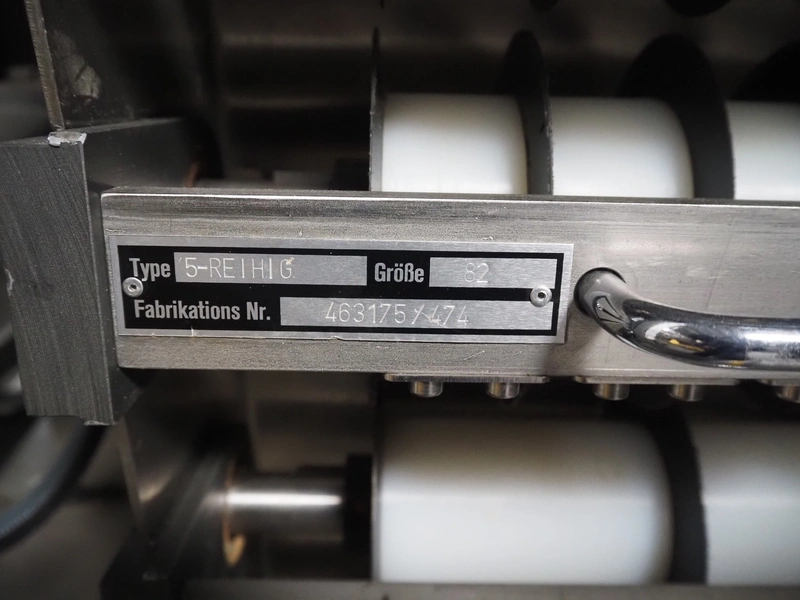 Type '5-REIHIG Größe 82
Fabrikations Nr. 463175/474